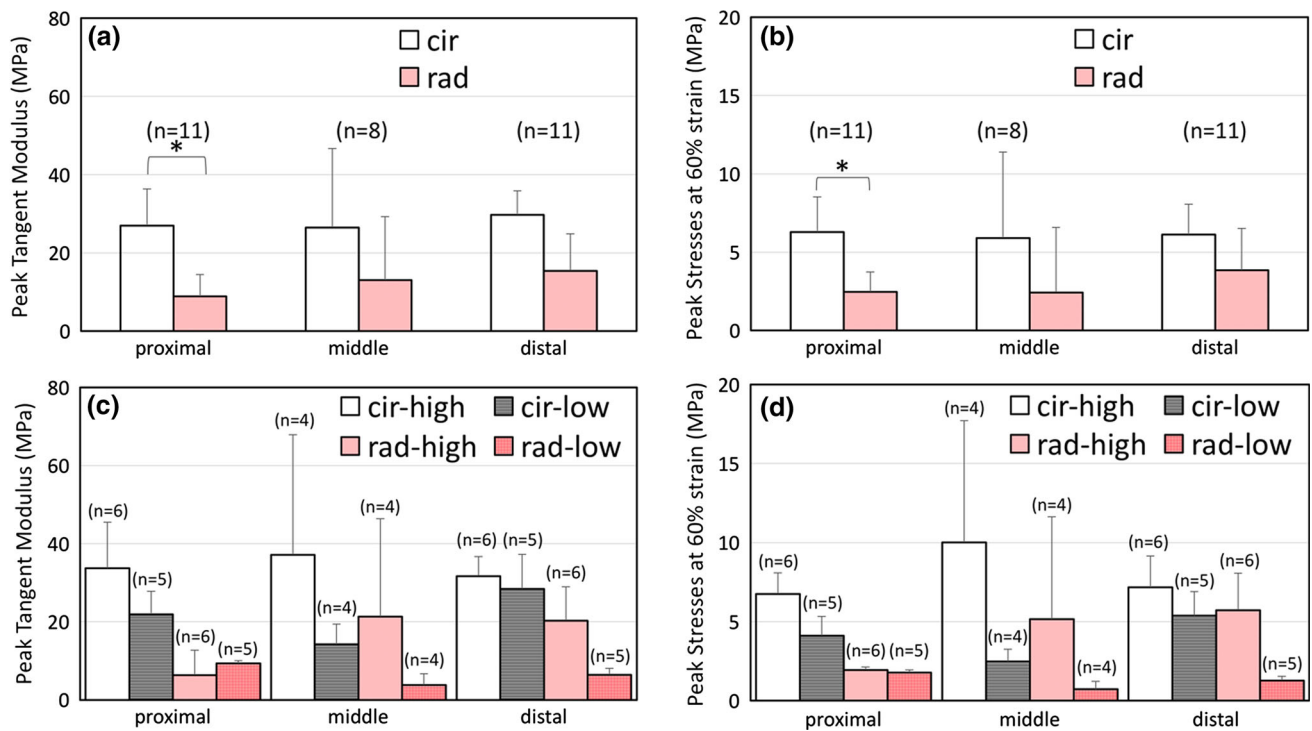 (a)
cir
rad
Peak Tangent Modulus (MPa)
80
60
40
20
0
(n=11)
*
(n=8)
(n=11)
proximal
middle
distal
(b)
cir
rad
Peak Stresses at 60% strain (MPa)
20
15
10
5
0
(n=11)
*
(n=8)
(n=11)
proximal
middle
distal
(c)
cir-high
cir-low
rad-high
rad-low
Peak Tangent Modulus (MPa)
80
60
40
20
0
(n=6)
(n=5)
(n=6)
(n=5)
(n=4)
(n=4)
(n=4)
(n=4)
(n=6)
(n=5)
(n=6)
(n=5)
proximal
middle
distal
(d)
cir-high
cir-low
rad-high
rad-low
Peak Stresses at 60% strain (MPa)
20
15
10
5
0
(n=6)
(n=5)
(n=6)
(n=5)
(n=4)
(n=4)
(n=4)
(n=4)
(n=6)
(n=5)
(n=6)
(n=5)
proximal
middle
distal